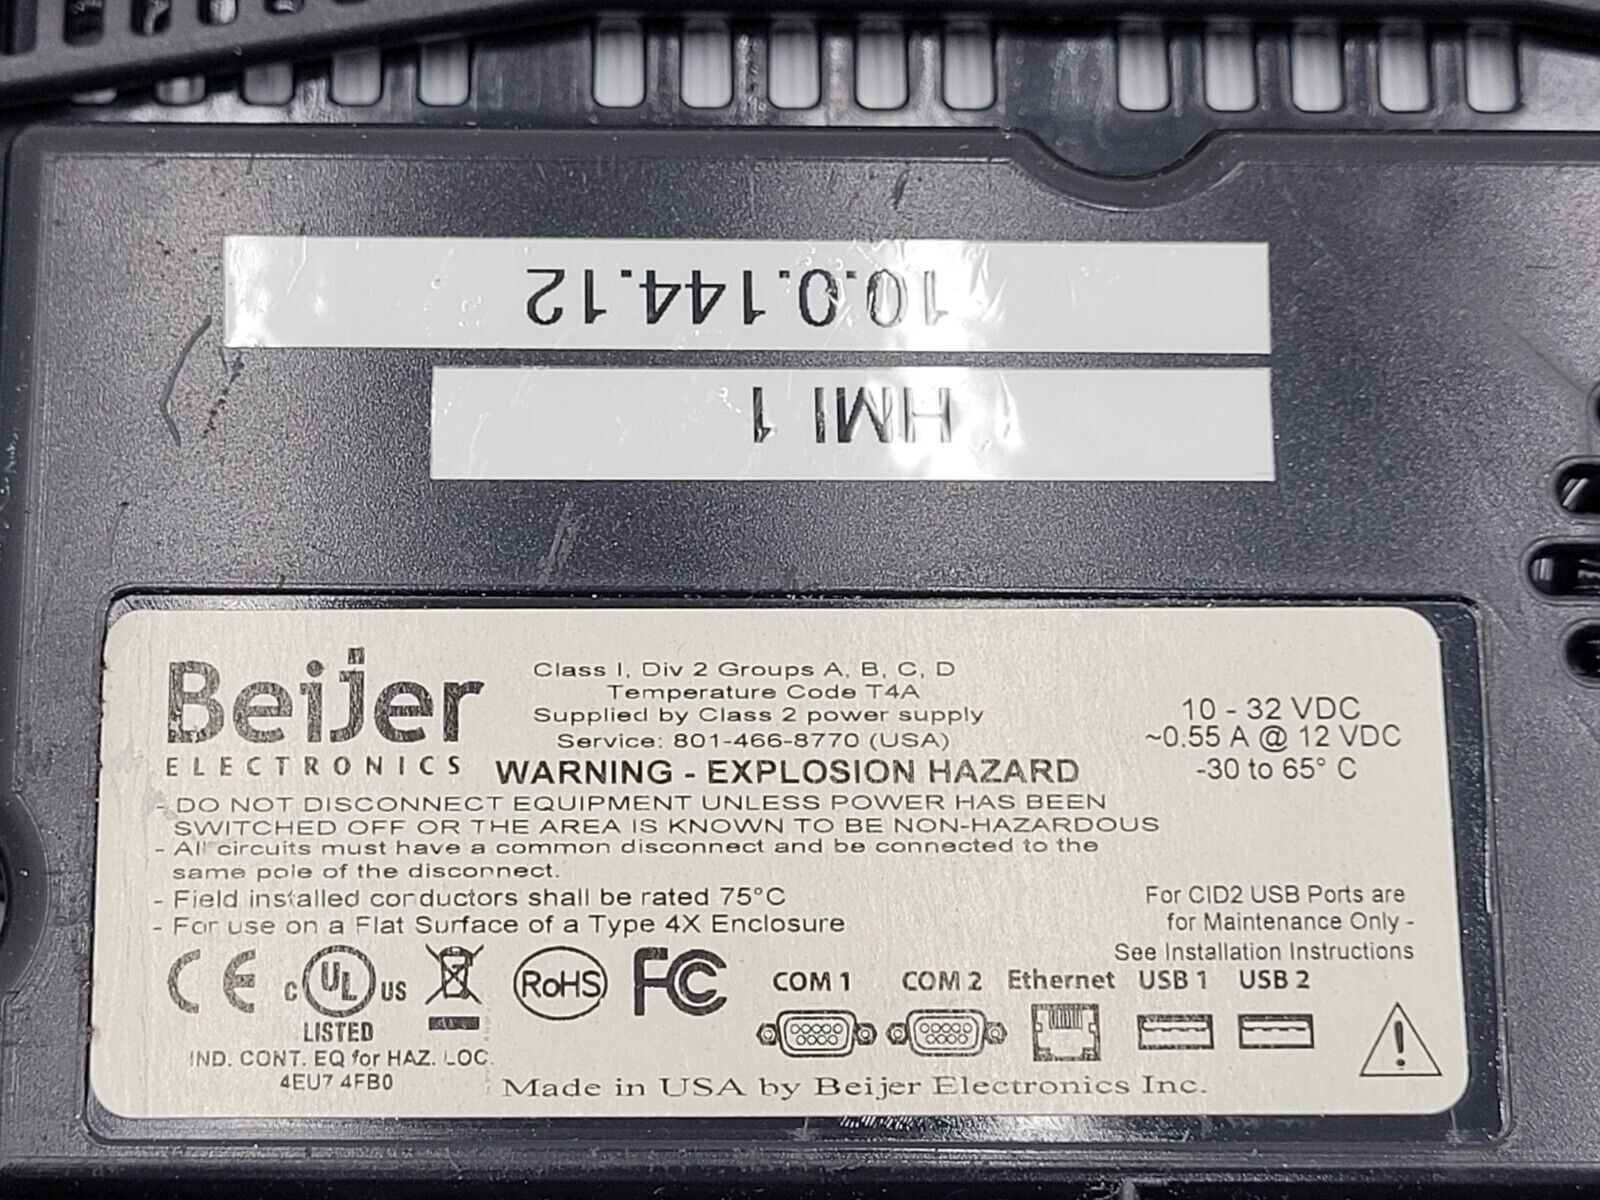 10.0.144.12
HMI 1
Beijer
ELECTRONICS
Class I, Div 2 Groups A, B, C, D
Temperature Code T4A
Supplied by Class 2 power supply
Service: 801-466-8770 (USA)
10 - 32 VDC
~0.55 A @ 12 VDC
-30 to 65° C
WARNING - EXPLOSION HAZARD
- DO NOT DISCONNECT EQUIPMENT UNLESS POWER HAS BEEN
SWITCHED OFF OR THE AREA IS KNOWN TO BE NON-HAZARDOUS
- All circuits must have a common disconnect and be connected to the
same pole of the disconnect.
- Field installed conductors shall be rated 75°C
- For use on a Flat Surface of a Type 4X Enclosure
For CID2 USB Ports are
for Maintenance Only -
See Installation Instructions
CE
C UL US
LISTED
IND. CONT. EQ for HAZ. LOC.
4EU7 4FB0
RoHS
FC
COM 1 COM 2 Ethernet USB 1 USB 2
Made in USA by Beijer Electronics Inc.